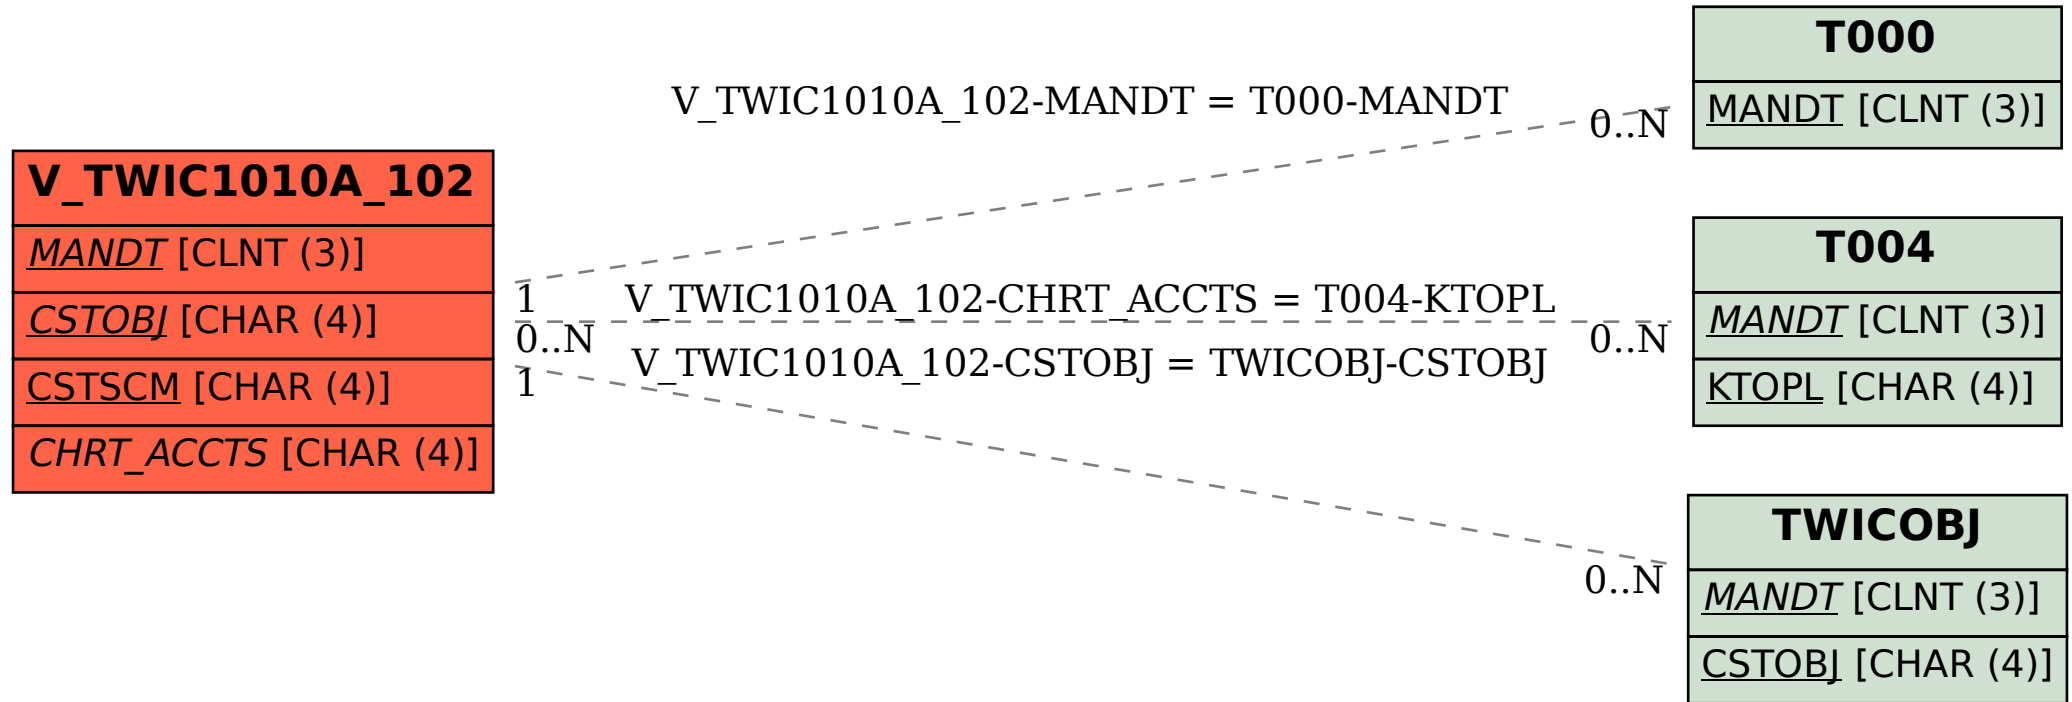 V_TWIC1010A_102
MANDT [CLNT (3)]
CSTOBJ [CHAR (4)]
CSTSCM [CHAR (4)]
CHRT_ACCTS [CHAR (4)]
V_TWIC1010A_102-MANDT = T000-MANDT
0..N
1
V_TWIC1010A_102-CHRT_ACCTS = T004-KTOPL
0..N
0..N
V_TWIC1010A_102-CSTOBJ = TWICOBJ-CSTOBJ
1
0..N
T000
MANDT [CLNT (3)]
T004
MANDT [CLNT (3)]
KTOPL [CHAR (4)]
TWICOBJ
MANDT [CLNT (3)]
CSTOBJ [CHAR (4)]